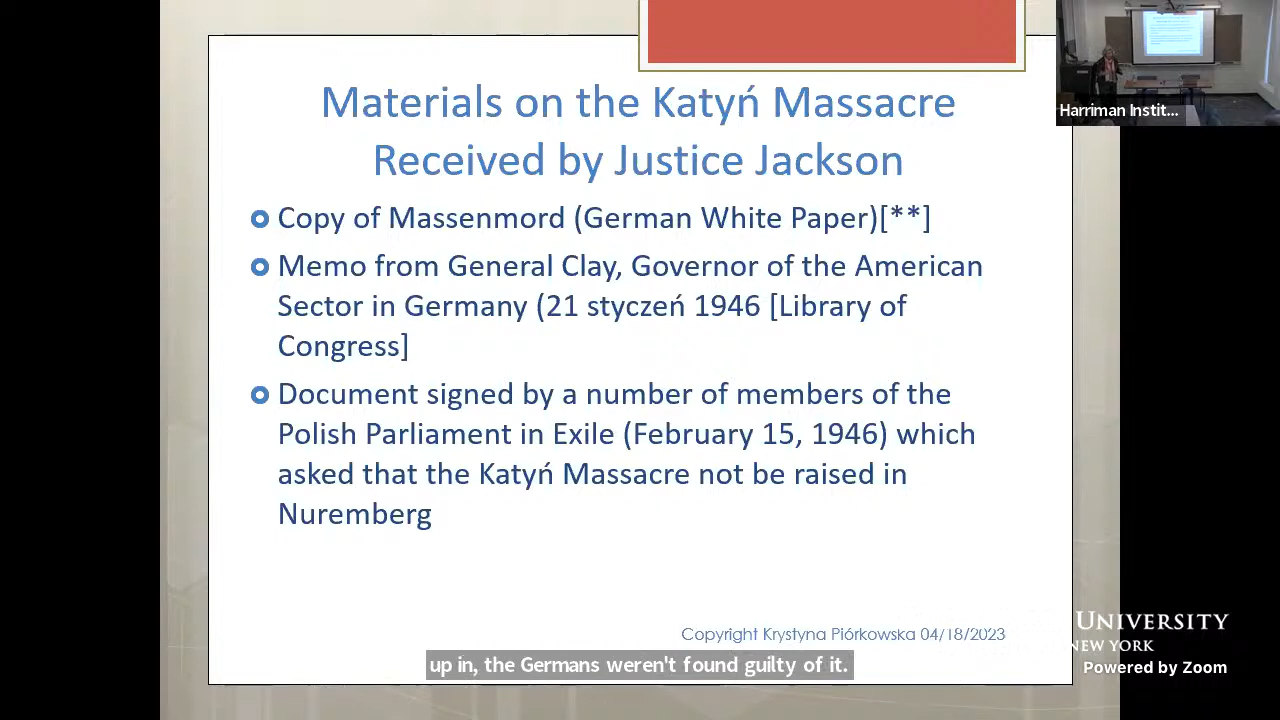 Materials on the Katyń Massacre
Received by Justice Jackson
Copy of Massenmord (German White Paper)[**]
Memo from General Clay, Governor of the American
Sector in Germany (21 styczeń 1946 [Library of
Congress]
Document signed by a number of members of the
Polish Parliament in Exile (February 15, 1946) which
asked that the Katyń Massacre not be raised in
Nuremberg
Copyright Krystyna Piórkowska 04/18/2023
up in, the Germans weren't found guilty of it.
Harriman Instit...
UNIVERSITY
NEW YORK
Powered by Zoom